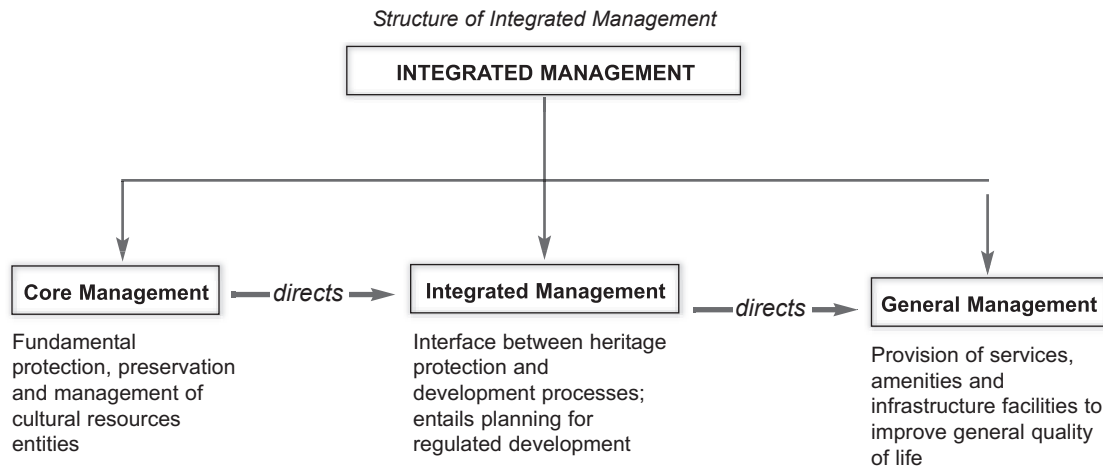 Structure of Integrated Management
INTEGRATED MANAGEMENT
Core Management
directs
Integrated Management
directs
General Management
Fundamental
protection, preservation
and management of
cultural resources
entities
Interface between heritage
protection and
development processes;
entails planning for
regulated development
Provision of services,
amenities and
infrastructure facilities to
improve general quality
of life